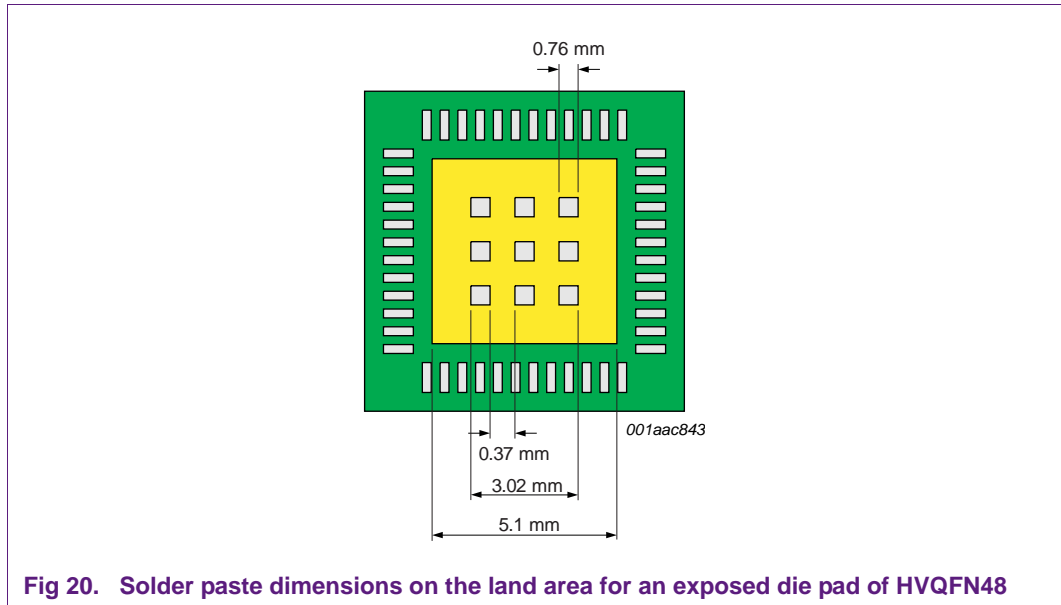 0.76 mm
001aac843
0.37 mm
3.02 mm
5.1 mm
Fig 20. Solder paste dimensions on the land area for an exposed die pad of HVQFN48